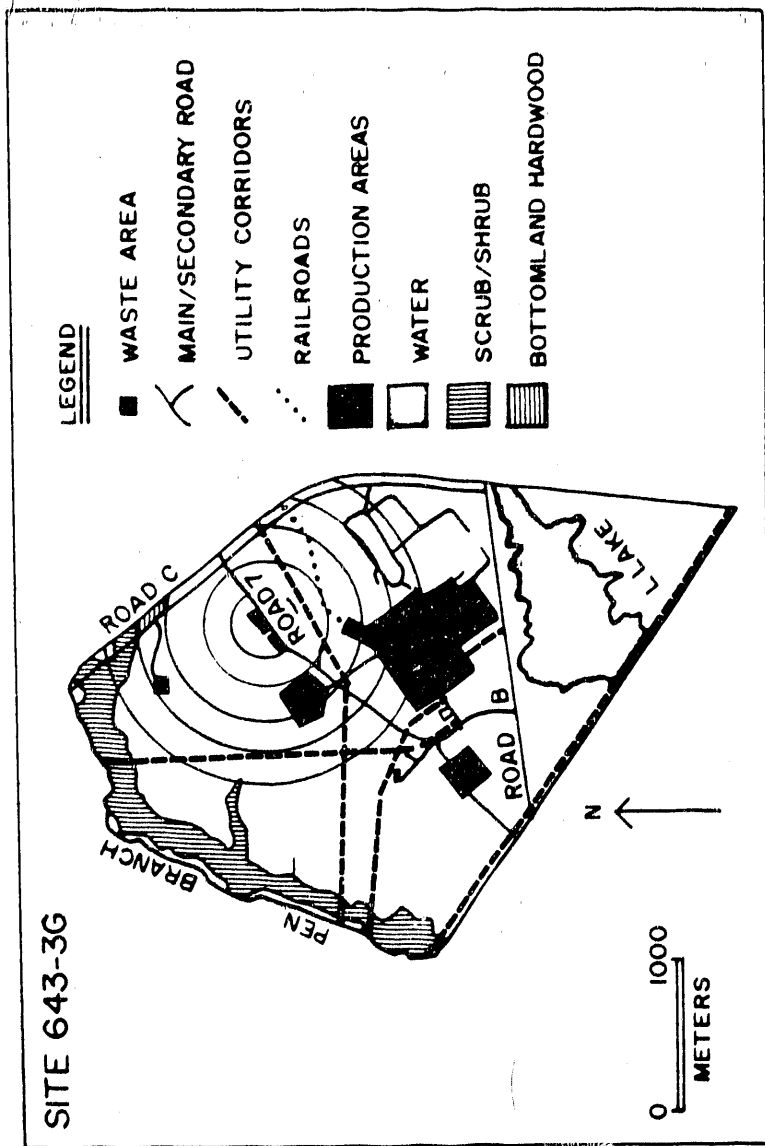 SITE 643-3G
ROAD C
ROAD 7
BRANCH
PEN
ROAD B
L LAKE
N
0 1000
METERS
LEGEND
WASTE AREA
MAIN/SECONDARY ROAD
UTILITY CORRIDORS
RAILROADS
PRODUCTION AREAS
WATER
SCRUB/SHRUB
BOTTOMLAND HARDWOOD